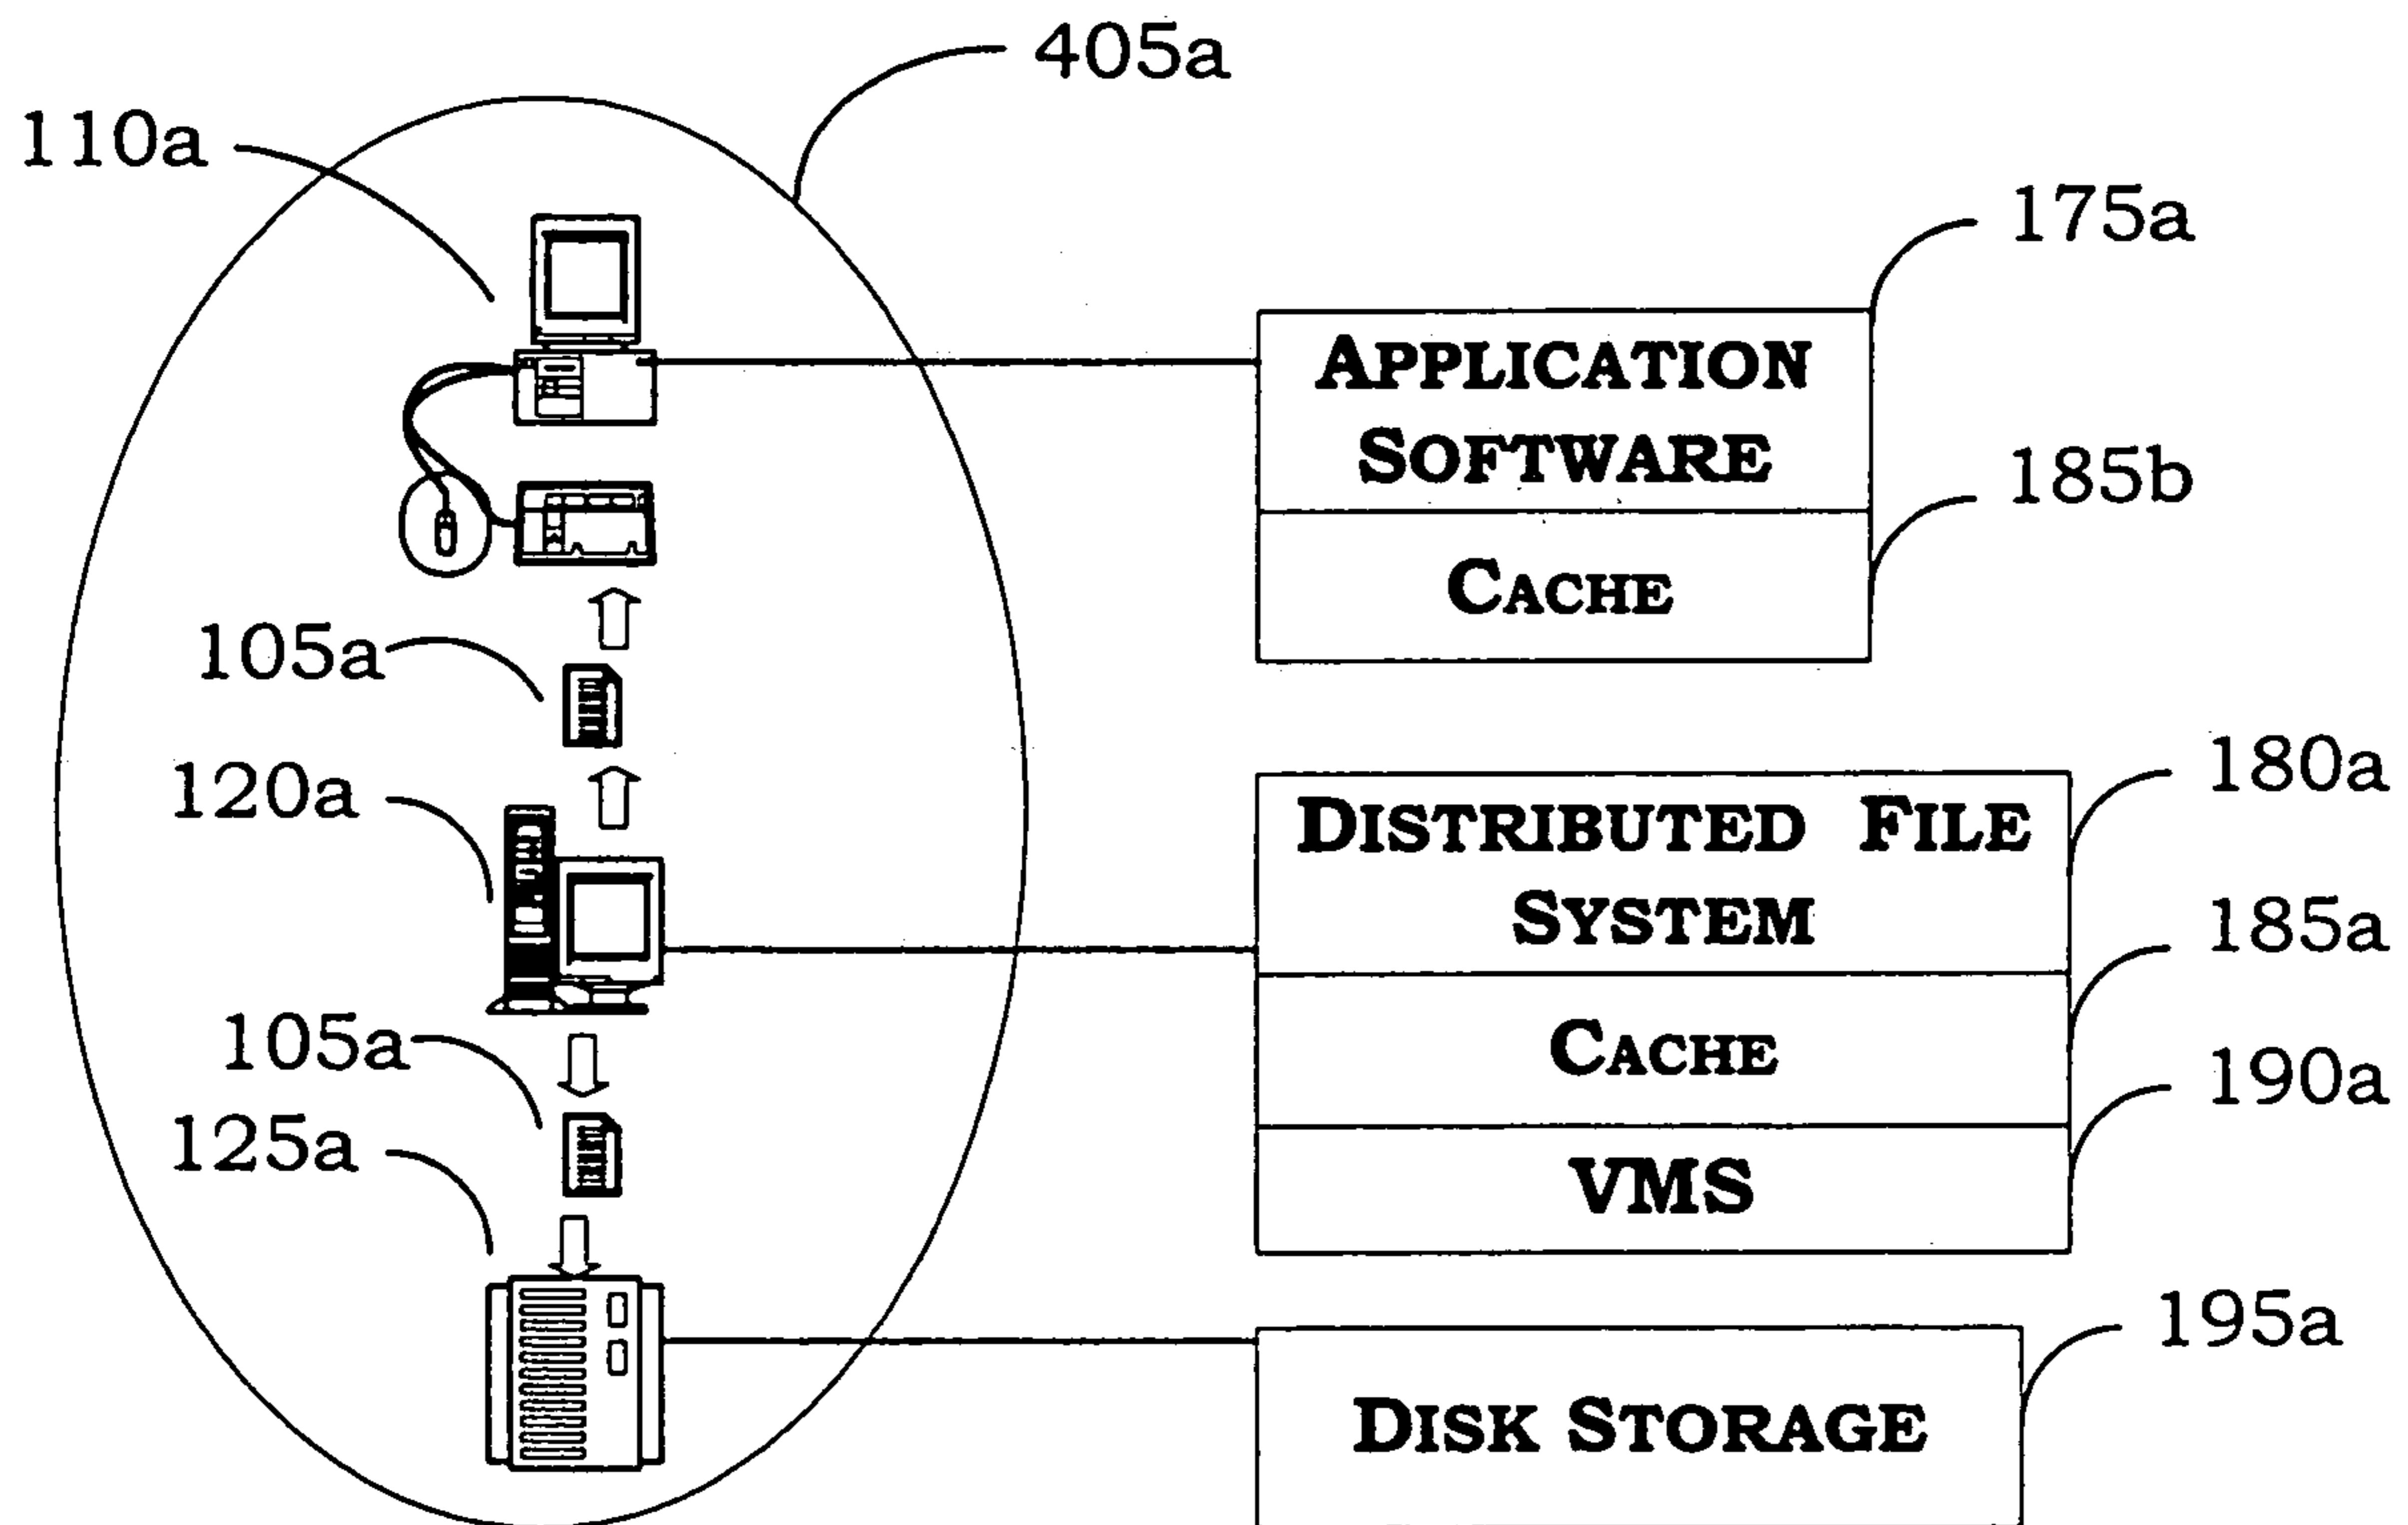 405a
110a
175a
APPLICATION
SOFTWARE
185b
CACHE
105a
120a
180a
DISTRIBUTED FILE
SYSTEM
185a
CACHE
105a
190a
125a
VMS
195a
DISK STORAGE